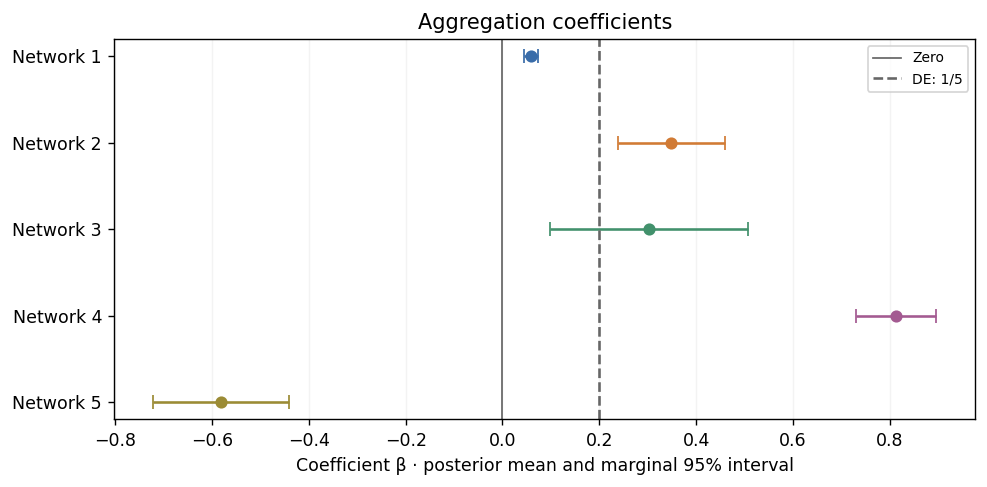 Aggregation coefficients
Network 1
Network 2
Network 3
Network 4
Network 5
Zero
DE: 1/5
−0.8 −0.6 −0.4 −0.2 0.0 0.2 0.4 0.6 0.8
Coefficient β · posterior mean and marginal 95% interval